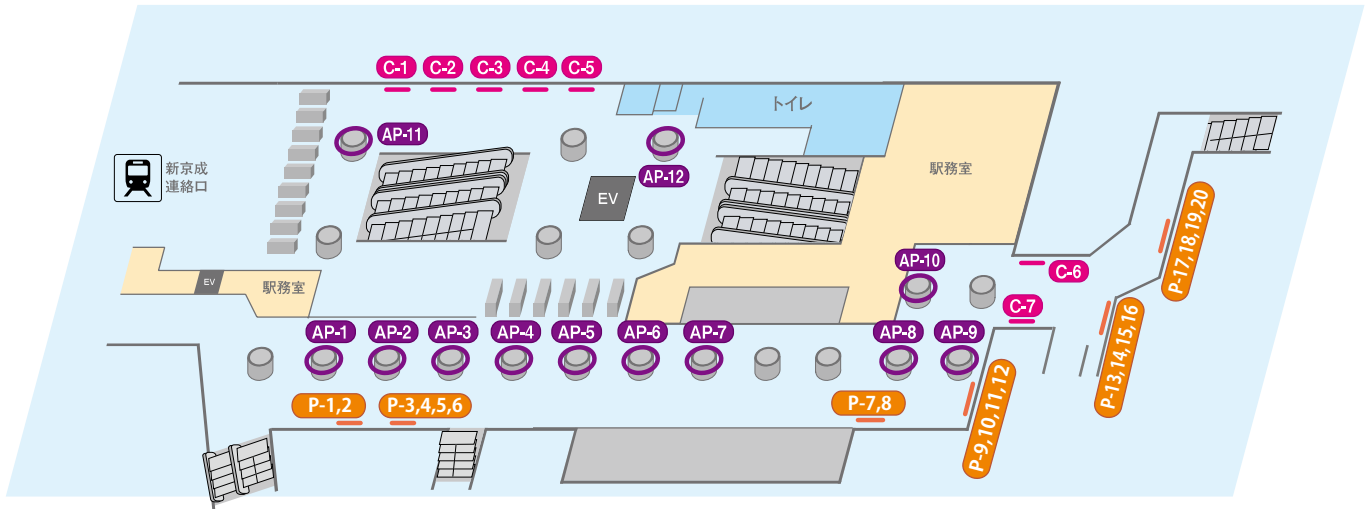 C-1
C-2
C-3
C-4
C-5
トイレ
AP-11
AP-12
新京成
連絡口
EV
駅務室
P-17,18,19,20
AP-10
C-6
EV
駅務室
C-7
P-13,14,15,16
AP-1
AP-2
AP-3
AP-4
AP-5
AP-6
AP-7
AP-8
AP-9
P-1,2
P-3,4,5,6
P-7,8
P-9,10,11,12